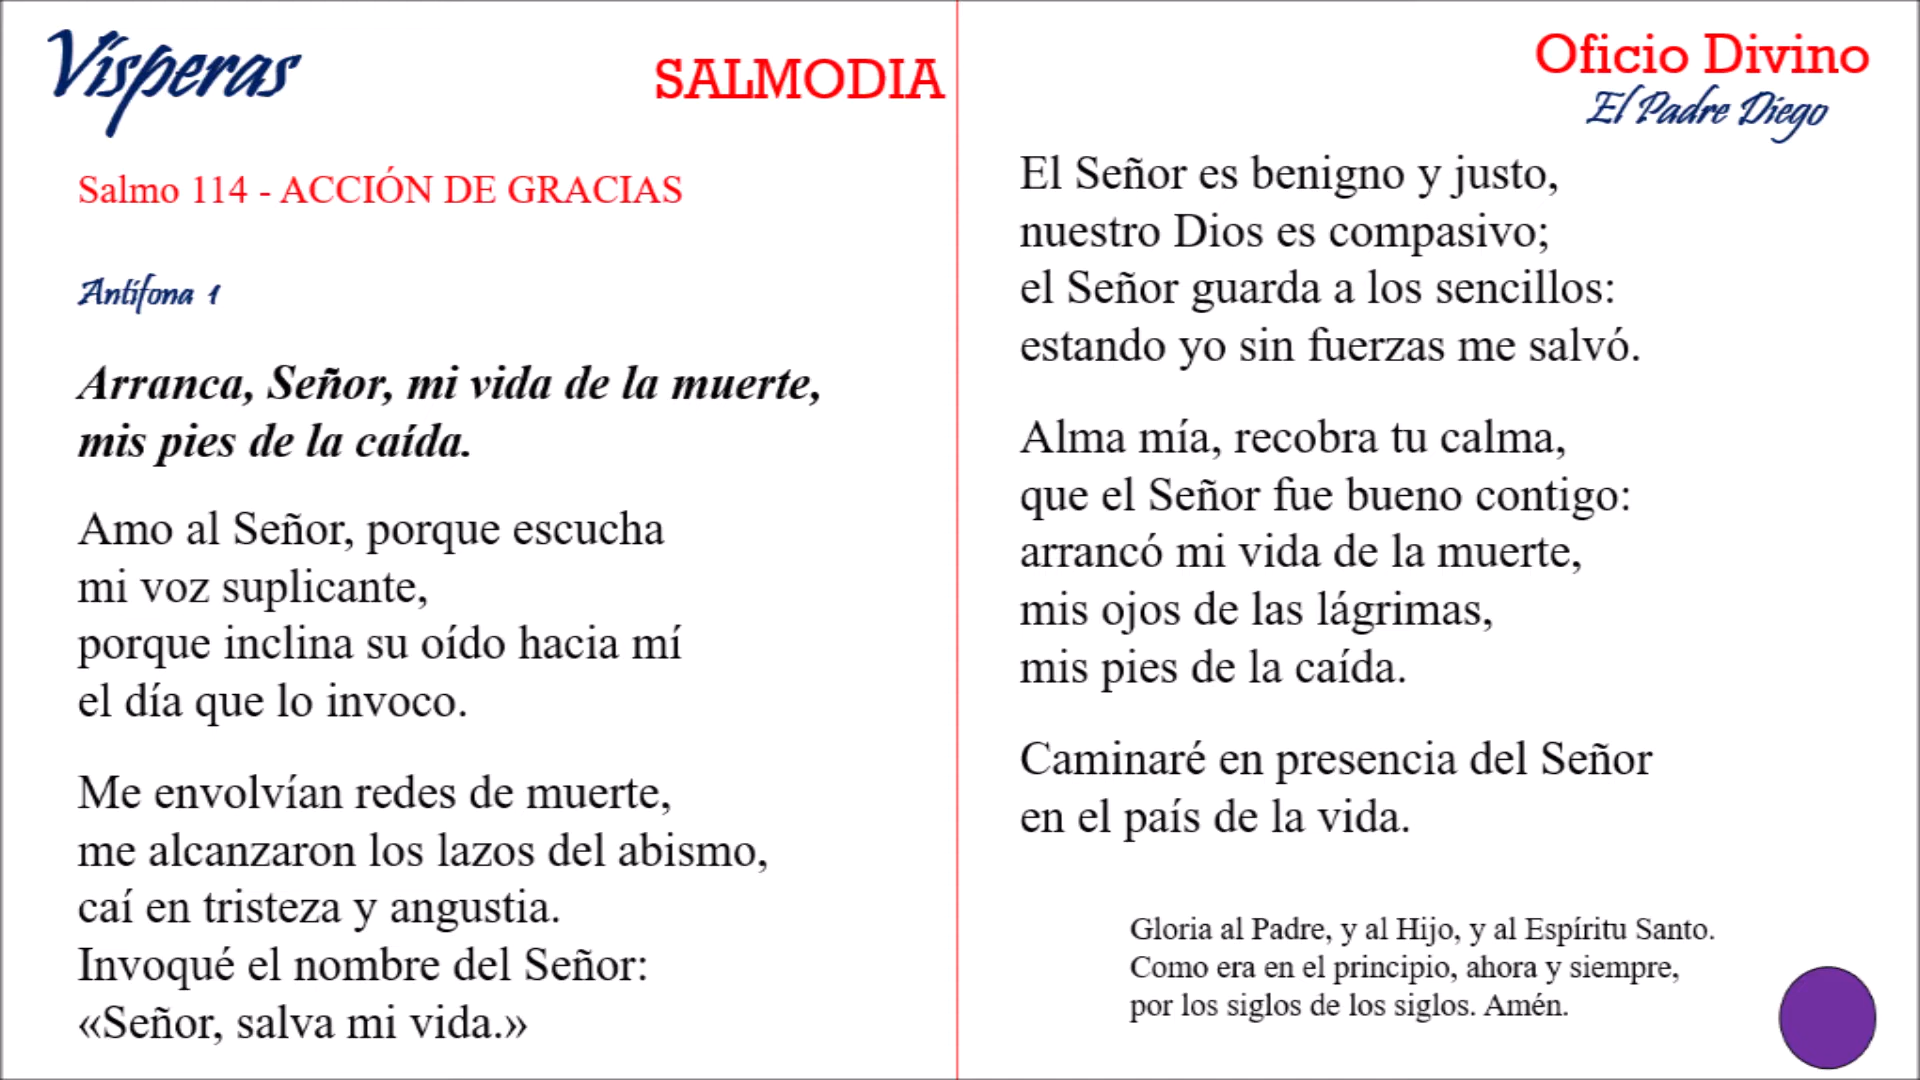 Vísperas
SALMODIA
Salmo 114 - ACCIÓN DE GRACIAS
Antífona 1
Arranca, Señor, mi vida de la muerte,
mis pies de la caída.
Amo al Señor, porque escucha
mi voz suplicante,
porque inclina su oído hacia mí
el día que lo invoco.
Me envolvían redes de muerte,
me alcanzaron los lazos del abismo,
caí en tristeza y angustia.
Invoqué el nombre del Señor:
«Señor, salva mi vida.»
Oficio Divino
El Padre Diego
El Señor es benigno y justo,
nuestro Dios es compasivo;
el Señor guarda a los sencillos:
estando yo sin fuerzas me salvó.
Alma mía, recobra tu calma,
que el Señor fue bueno contigo:
arrancó mi vida de la muerte,
mis ojos de las lágrimas,
mis pies de la caída.
Caminaré en presencia del Señor
en el país de la vida.
Gloria al Padre, y al Hijo, y al Espíritu Santo.
Como era en el principio, ahora y siempre,
por los siglos de los siglos. Amén.